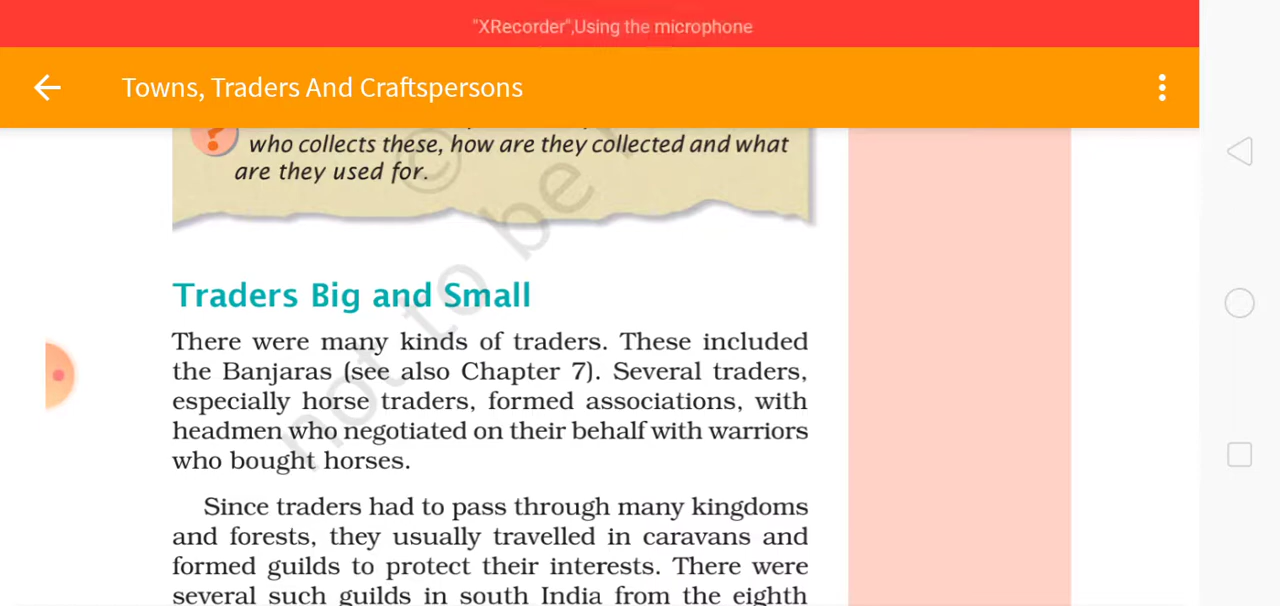 "XRecorder",Using the microphone
Towns, Traders And Craftspersons
who collects these, how are they collected and what
are they used for.
© not to be
Traders Big and Small
There were many kinds of traders. These included
the Banjaras (see also Chapter 7). Several traders,
especially horse traders, formed associations, with
headmen who negotiated on their behalf with warriors
who bought horses.
Since traders had to pass through many kingdoms
and forests, they usually travelled in caravans and
formed guilds to protect their interests. There were
several such guilds in south India from the eighth